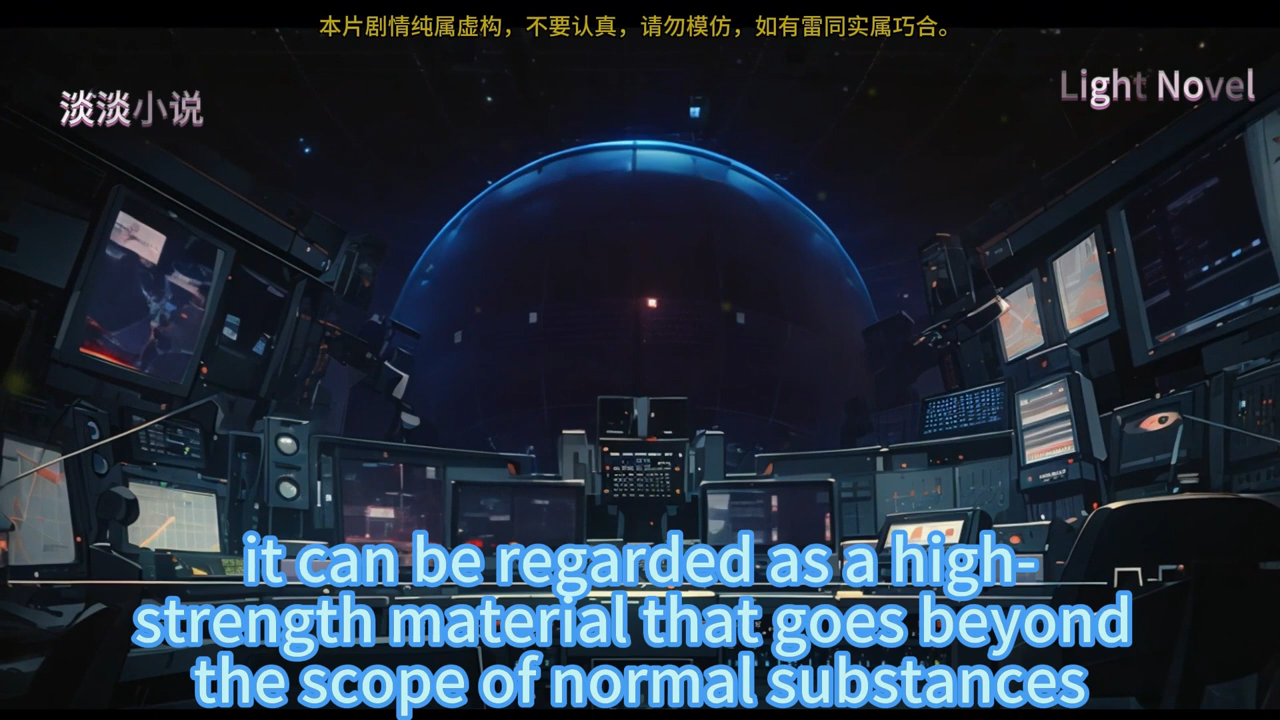 本片剧情纯属虚构，不要认真，请勿模仿，如有雷同实属巧合。
淡淡小说
Light Novel
it can be regarded as a high-
strength material that goes beyond
the scope of normal substances